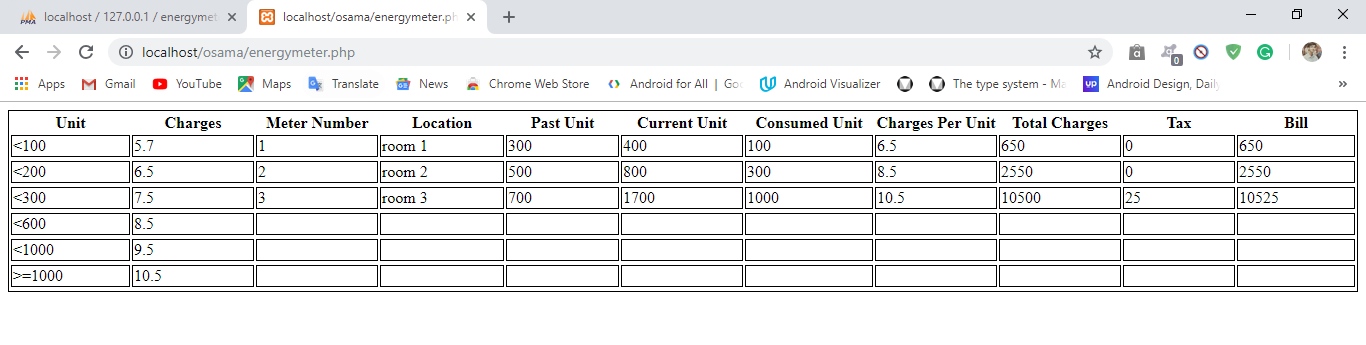 localhost / 127.0.0.1 / energymet
localhost/osama/energymeter.ph
localhost/osama/energymeter.php
0
Apps Gmail YouTube Maps Translate News Chrome Web Store Android for All | Goo Android Visualizer The type system - Ma Android Design, Daily »
Unit Charges Meter Number Location Past Unit Current Unit Consumed Unit Charges Per Unit Total Charges Tax Bill
<100 5.7 1 room 1 300 400 100 6.5 650 0 650
<200 6.5 2 room 2 500 800 300 8.5 2550 0 2550
<300 7.5 3 room 3 700 1700 1000 10.5 10500 25 10525
<600 8.5
<1000 9.5
>=1000 10.5